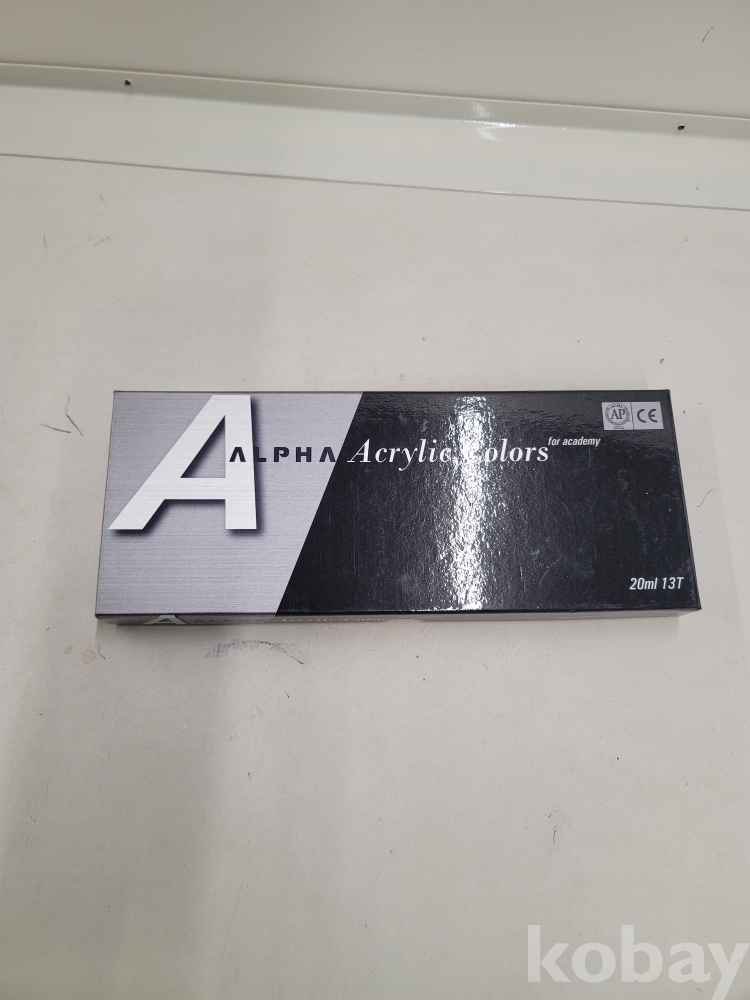 A
ALPHA Acrylic Colors for academy
AP
CE
20ml 13T
kobay